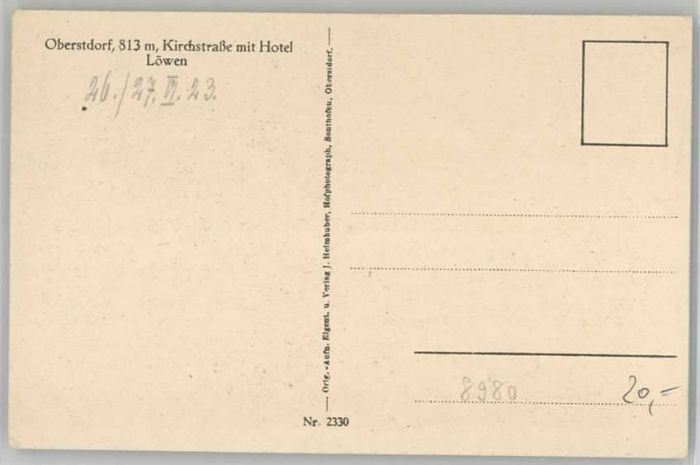 Oberstdorf, 813 m, Kirchstraße mit Hotel
Löwen
26./27. VI. 23.
Orig.-Aufn. Eigent. u. Verlag J. Heimhuber, Hofphotograph, Sonthofen, Oberstdorf.
Nr. 2330
8980
20,-